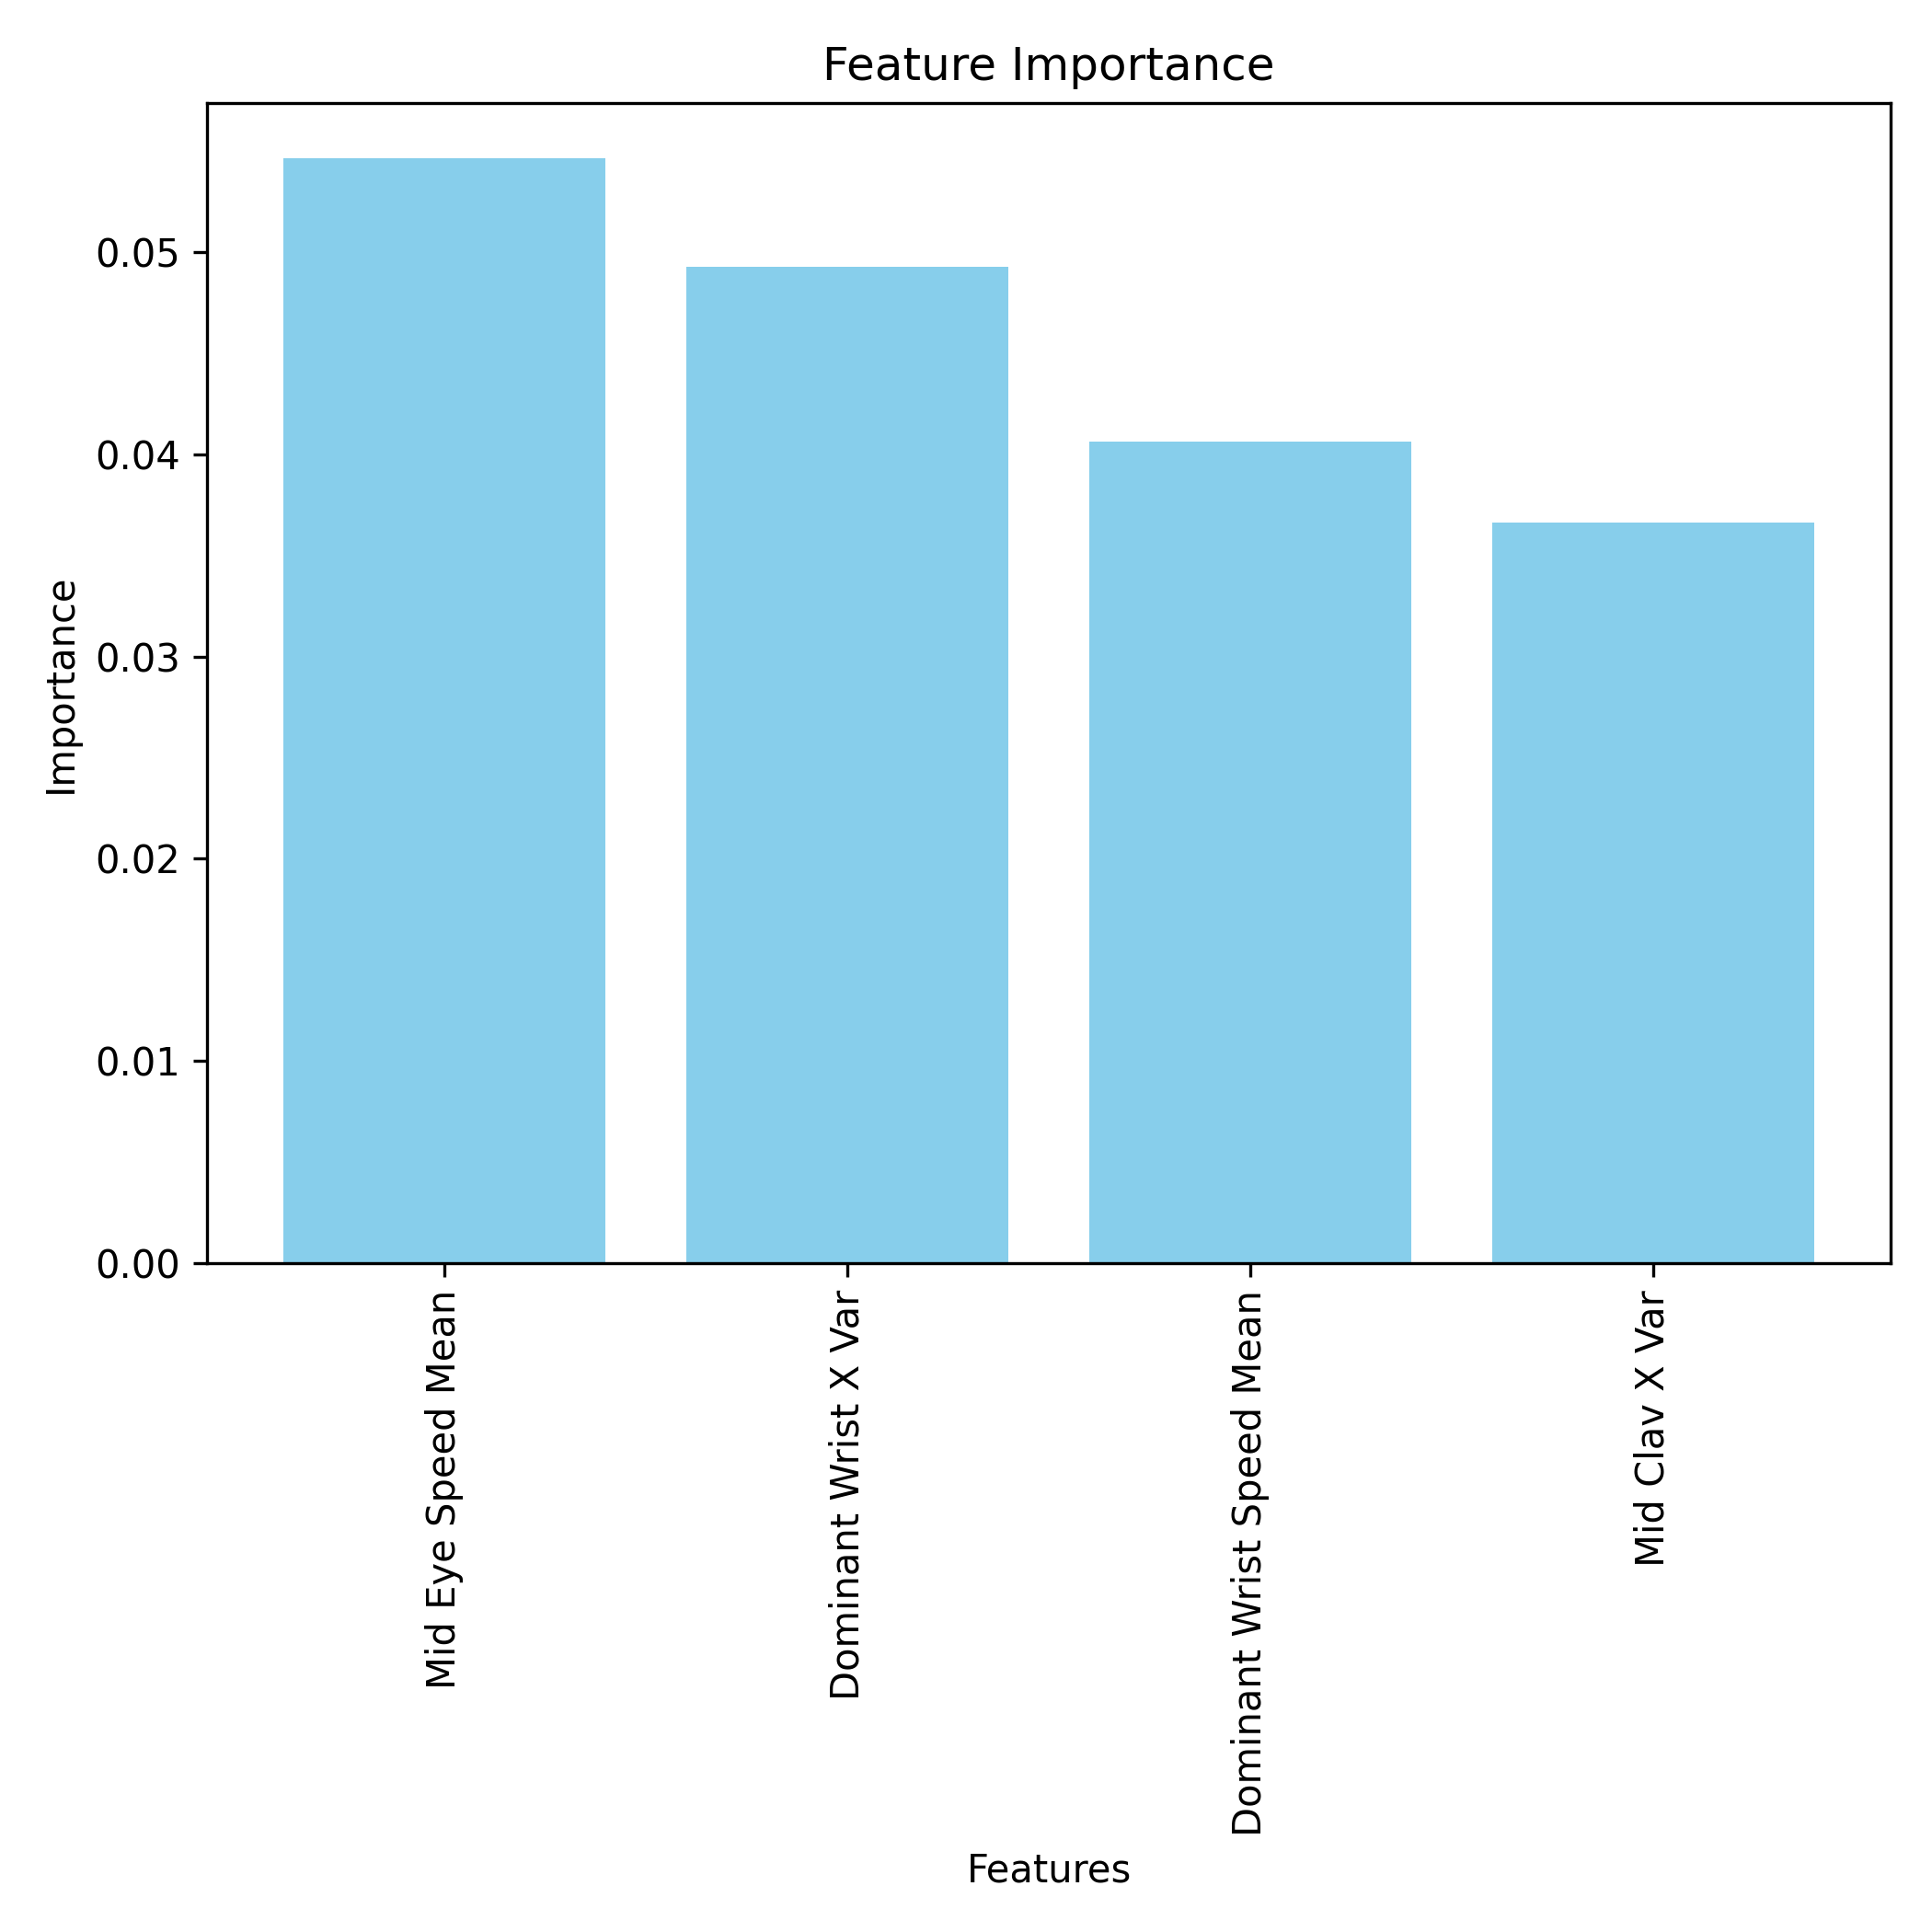 Feature Importance
Importance
0.05
0.04
0.03
0.02
0.01
0.00
Mid Eye Speed Mean
Dominant Wrist X Var
Dominant Wrist Speed Mean
Mid Clav X Var
Features